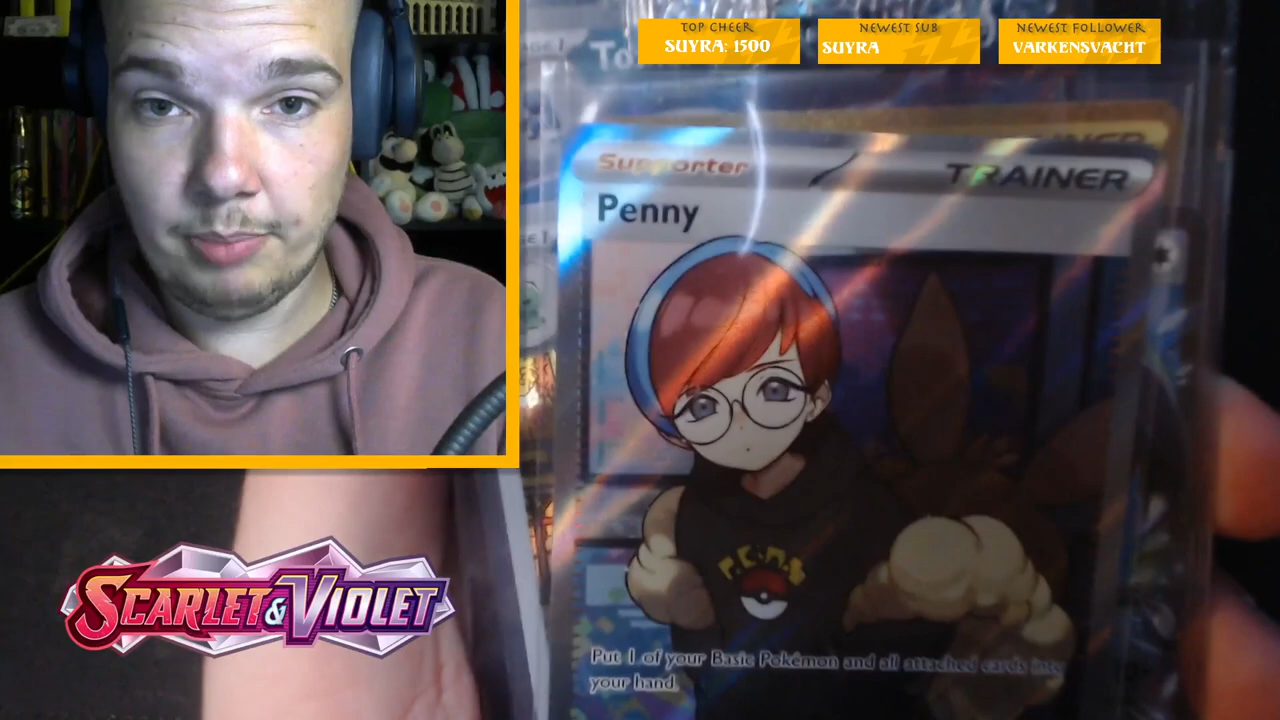 TOP CHEER
SUYRA: 1500
NEWEST SUB
SUYRA
NEWEST FOLLOWER
VARKENSVACHT
Supporter
TRAINER
Penny
Put 1 of your Basic Pokémon and all attached cards into
your hand.
SCARLET & VIOLET